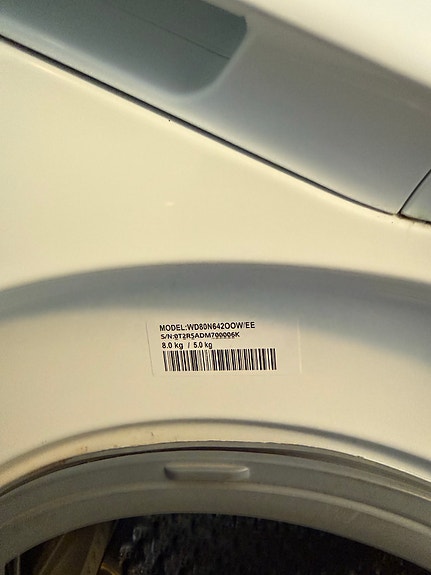 MODEL:WD80N642OOW/EE
S/N:0T2R5ADM700006K
8.0 kg / 5.0 kg